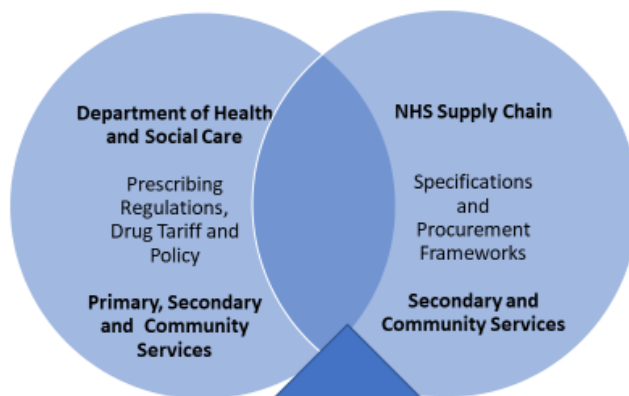 Department of Health
and Social Care
Prescribing
Regulations,
Drug Tariff and
Policy
Primary, Secondary
and Community
Services
NHS Supply Chain
Specifications
and
Procurement
Frameworks
Secondary and
Community Services